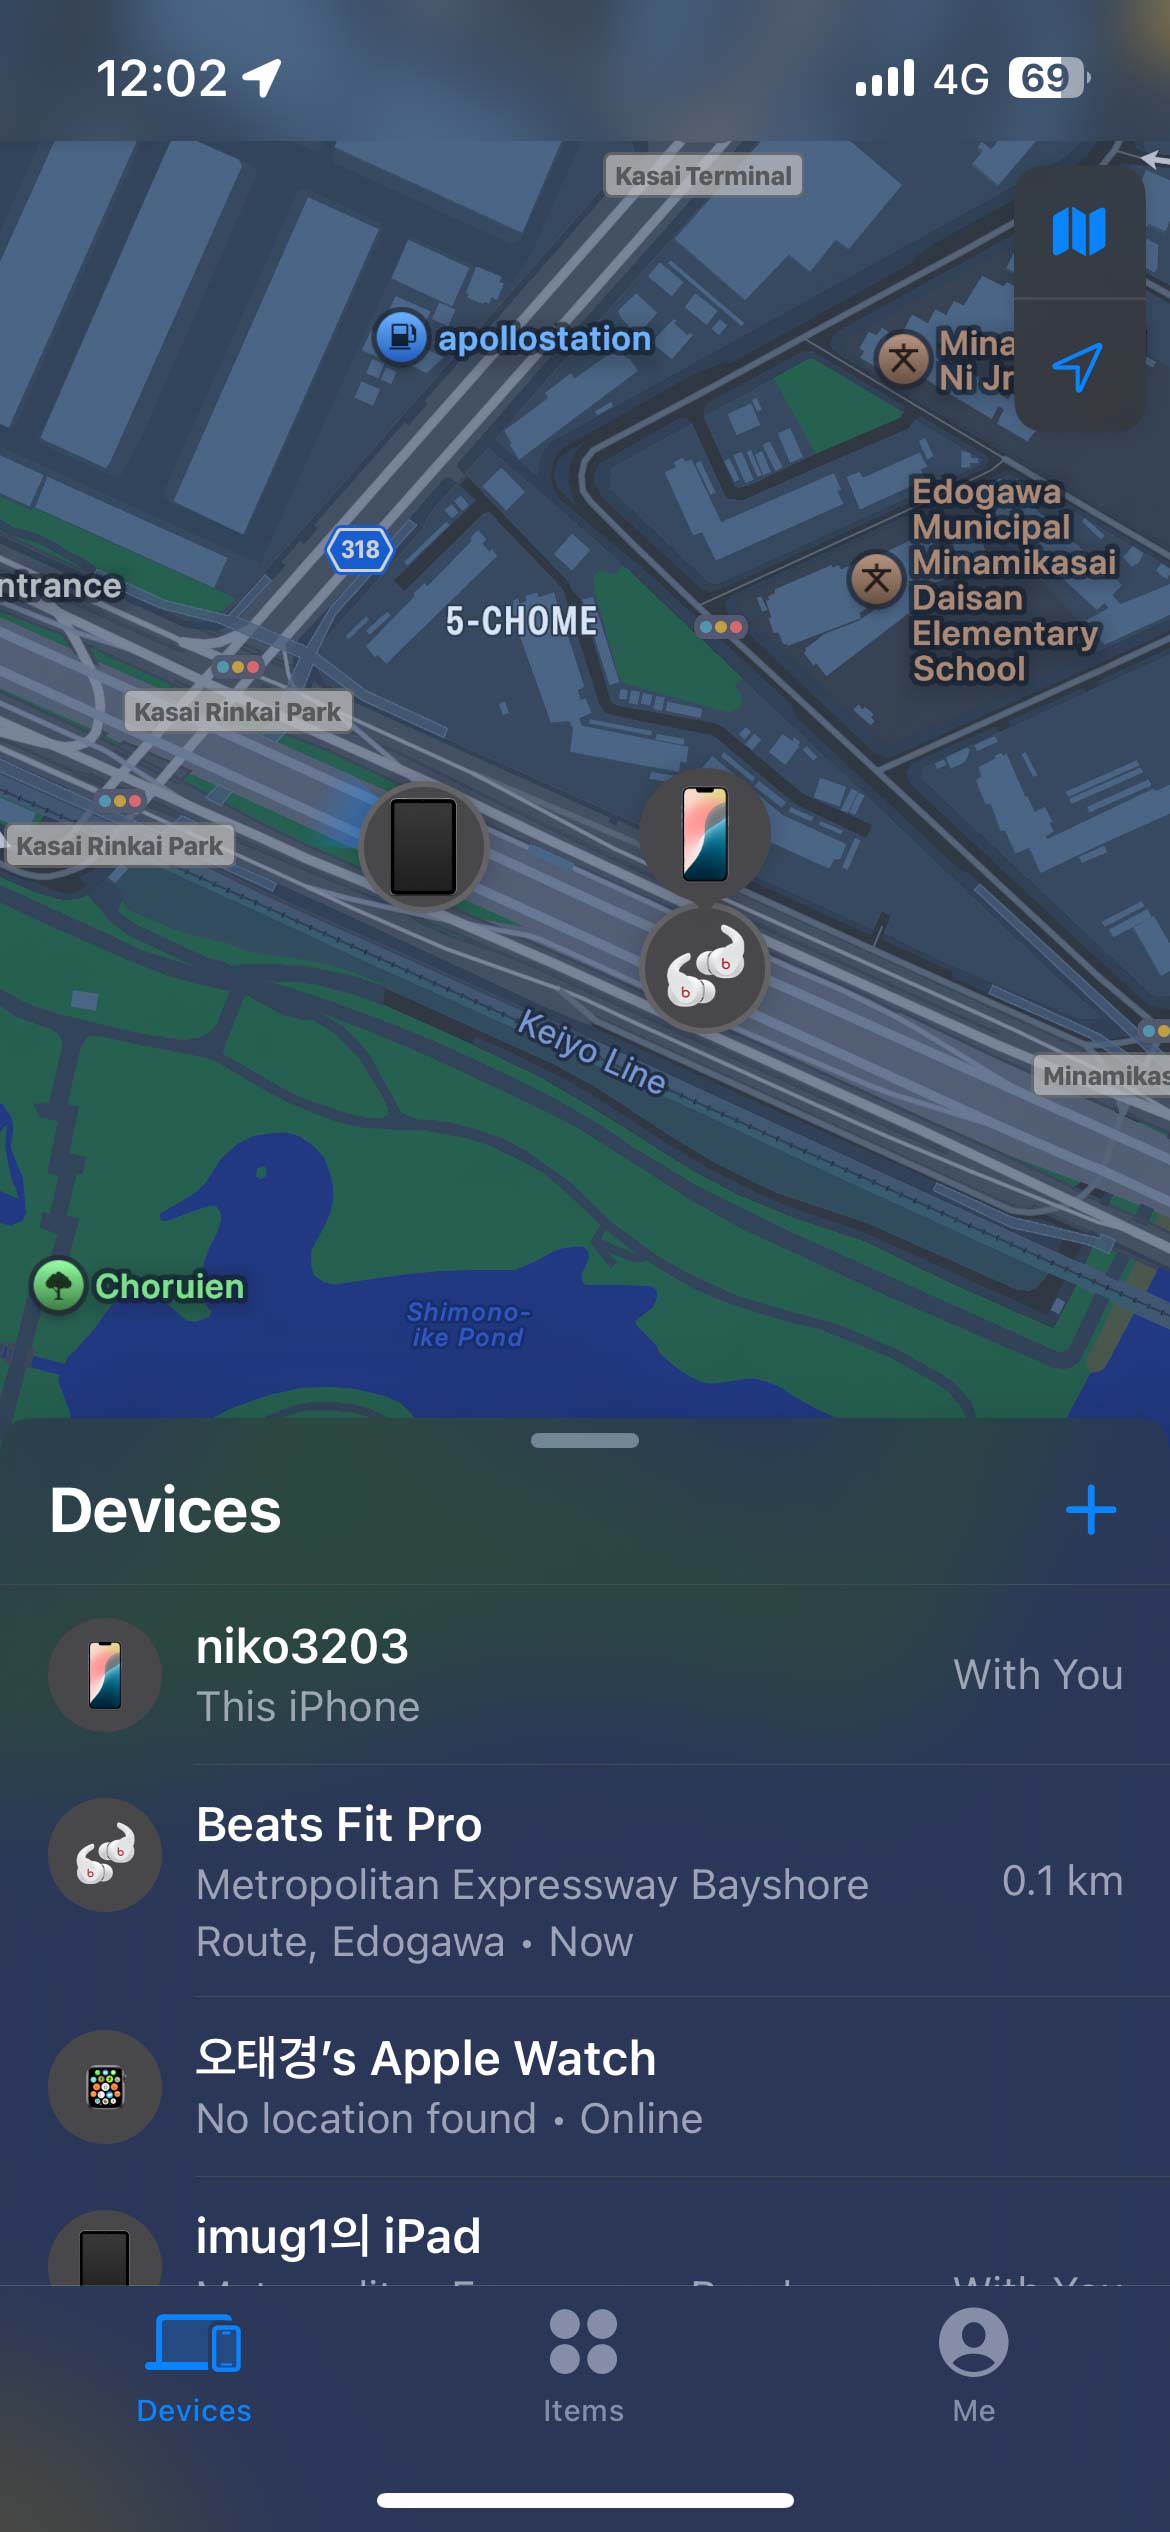 12:02
4G
69
Kasai Terminal
apollostation
Mina
Ni Jr
Edogawa
Municipal
Minamikasai
Daisan
Elementary
School
318
ntrance
5-CHOME
Kasai Rinkai Park
Kasai Rinkai Park
b
b
Keiyo Line
Minamikas
Choruien
Shimono-
ike Pond
Devices
niko3203
This iPhone
With You
Beats Fit Pro
Metropolitan Expressway Bayshore
Route, Edogawa • Now
0.1 km
b
b
오태경's Apple Watch
No location found • Online
imug1의 iPad
With You
Devices
Items
Me